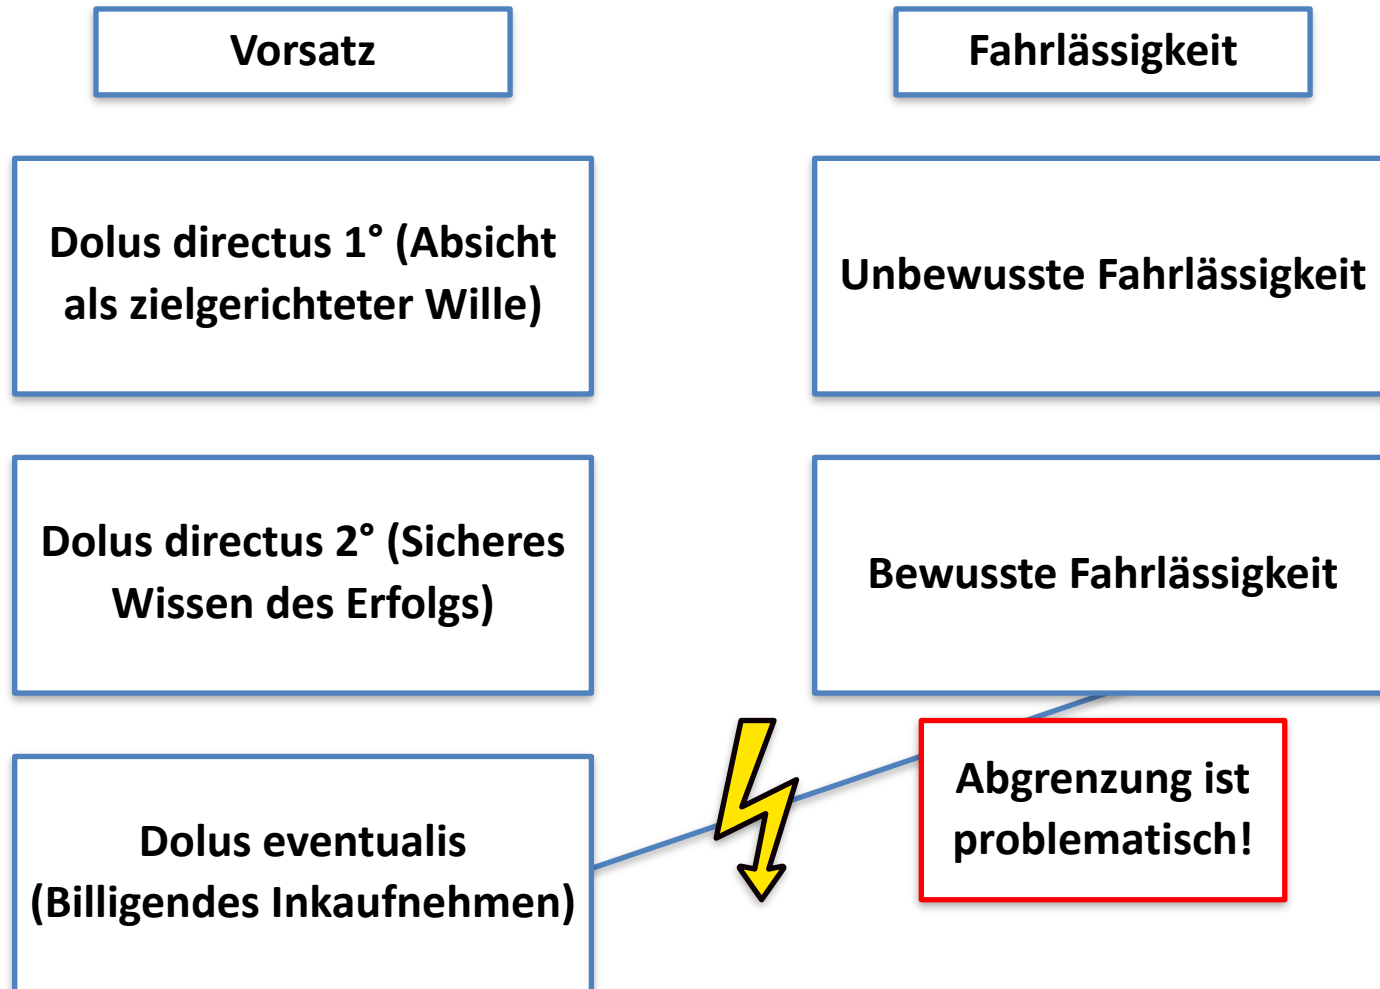 Vorsatz
Fahrlässigkeit
Dolus directus 1° (Absicht
als zielgerichteter Wille)
Unbewusste Fahrlässigkeit
Dolus directus 2° (Sicheres
Wissen des Erfolgs)
Bewusste Fahrlässigkeit
Dolus eventualis
(Billigendes Inkaufnehmen)
Abgrenzung ist
problematisch!